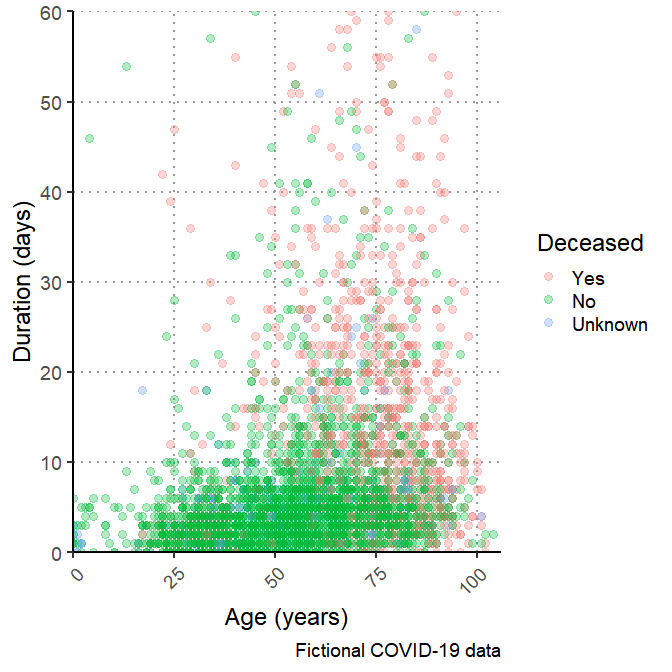 60
50
40
30
20
10
0
Duration (days)
0
25
50
75
100
Age (years)
Fictional COVID-19 data
Deceased
Yes
No
Unknown